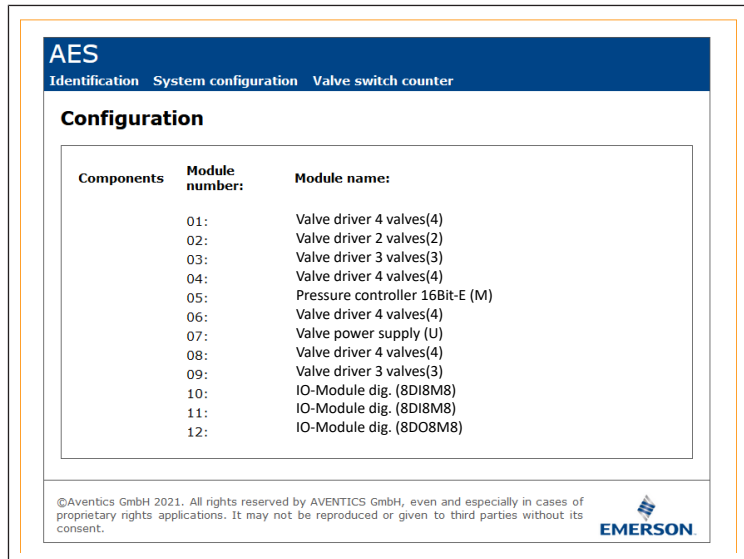 AES
Identification System configuration Valve switch counter
Configuration
Components Module number: Module name:
01: Valve driver 4 valves(4)
02: Valve driver 2 valves(2)
03: Valve driver 3 valves(3)
04: Valve driver 4 valves(4)
05: Pressure controller 16Bit-E (M)
06: Valve driver 4 valves(4)
07: Valve power supply (U)
08: Valve driver 4 valves(4)
09: Valve driver 3 valves(3)
10: IO-Module dig. (8DI8M8)
11: IO-Module dig. (8DI8M8)
12: IO-Module dig. (8DO8M8)
©Aventics GmbH 2021. All rights reserved by AVENTICS GmbH, even and especially in cases of
proprietary rights applications. It may not be reproduced or given to third parties without its
consent.
EMERSON.